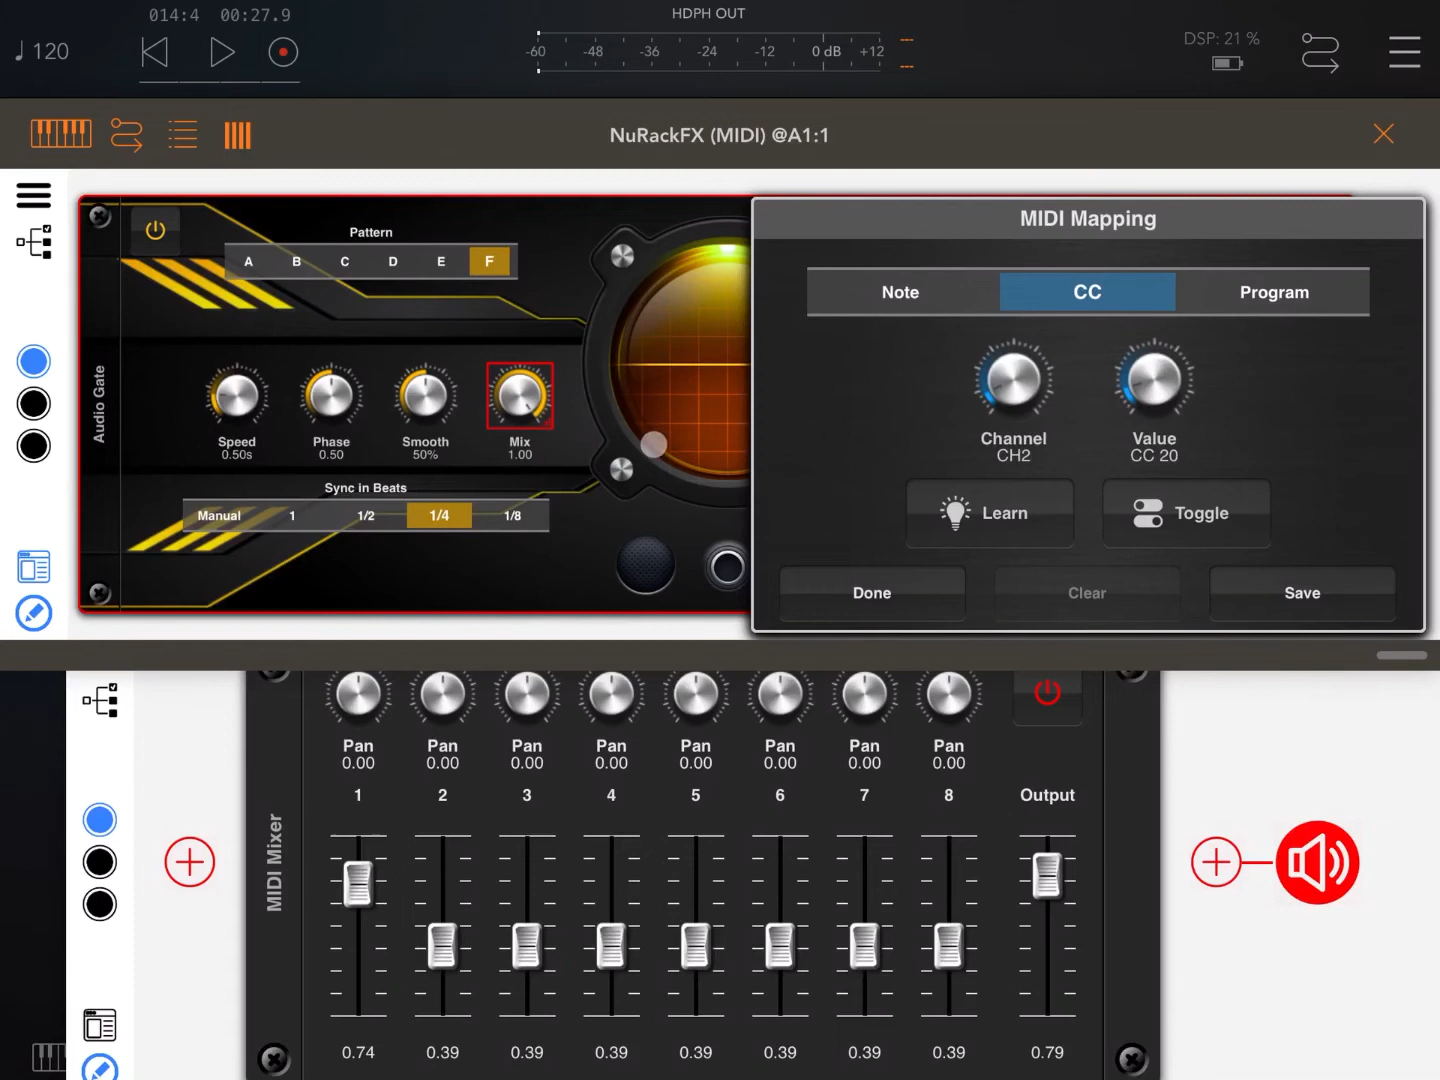 014:4 00:27.9
HDPH OUT
120
-60 -48 -36 -24 -12 0 dB +12
--- 
---
DSP: 21 %
NuRackFX (MIDI) @A1:1
Audio Gate
Pattern
A B C D E F
Speed Phase Smooth Mix
0.50s 0.50 50% 1.00
Sync in Beats
Manual 1 1/2 1/4 1/8
MIDI Mapping
Note CC Program
Channel Value
CH2 CC 20
Learn Toggle
Done Clear Save
MIDI Mixer
Pan Pan Pan Pan Pan Pan Pan Pan
0.00 0.00 0.00 0.00 0.00 0.00 0.00 0.00
1 2 3 4 5 6 7 8 Output
0.74 0.39 0.39 0.39 0.39 0.39 0.39 0.39 0.79